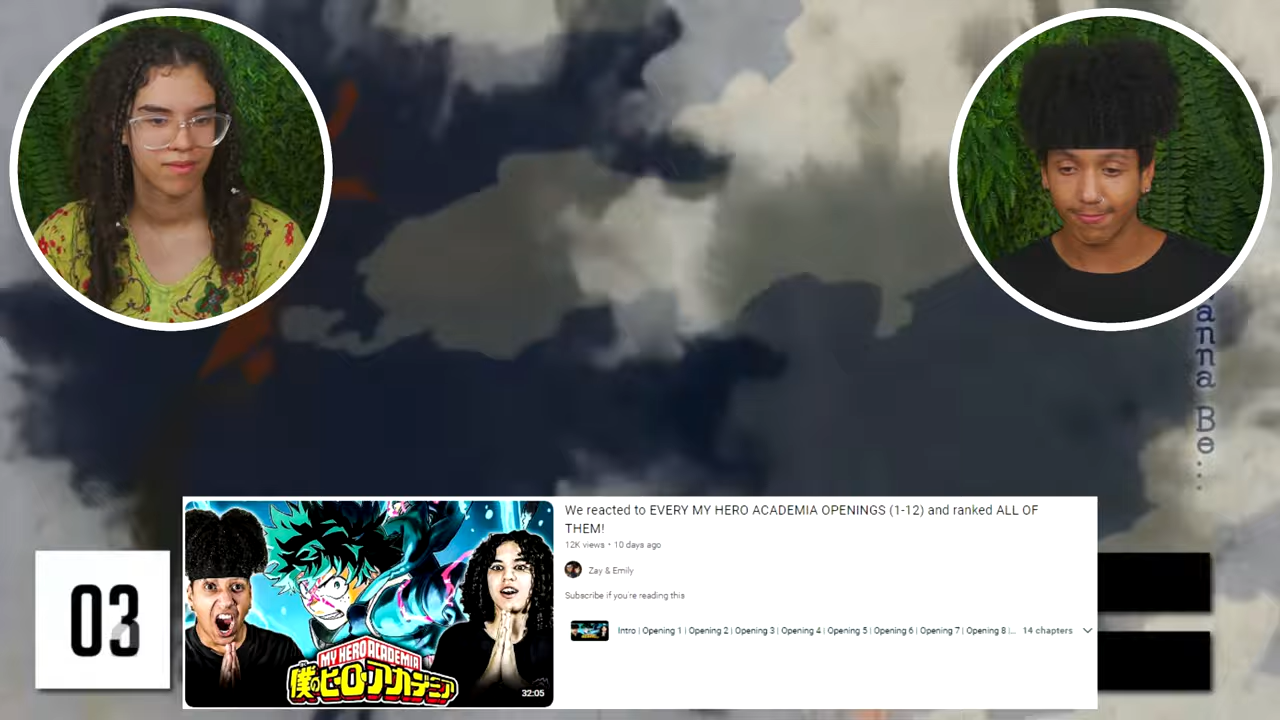 anna Be...
03
We reacted to EVERY MY HERO ACADEMIA OPENINGS (1-12) and ranked ALL OF
THEM!
12K views • 10 days ago
Zay & Emily
Subscribe if you're reading this
Intro | Opening 1 | Opening 2 | Opening 3 | Opening 4 | Opening 5 | Opening 6 | Opening 7 | Opening 8 |... 14 chapters
MY HERO ACADEMIA
僕のヒーローアカデミア
32:05